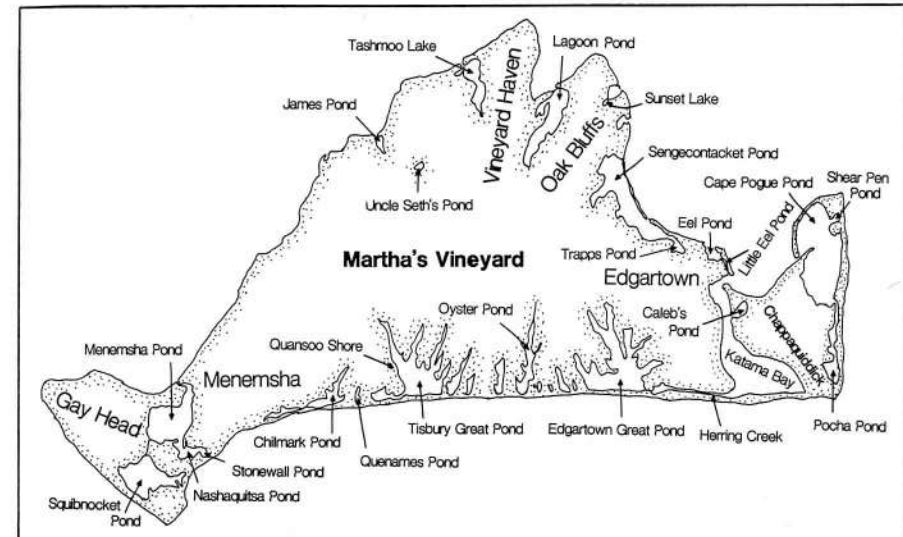 Tashmoo Lake
Lagoon Pond
Vineyard Haven
Sunset Lake
James Pond
Oak Bluffs
Sengecontacket Pond
Uncle Seth's Pond
Cape Pogue Pond
Shear Pen
Pond
Eel Pond
Little Eel Pond
Martha's Vineyard
Trapps Pond
Edgartown
Oyster Pond
Caleb's
Pond
Chappaquiddick
Quansoo Shore
Menemsha Pond
Menemsha
Katama Bay
Gay Head
Chilmark Pond
Tisbury Great Pond
Edgartown Great Pond
Herring Creek
Pocha Pond
Quenames Pond
Stonewall Pond
Nashaquitsa Pond
Squibnocket
Pond